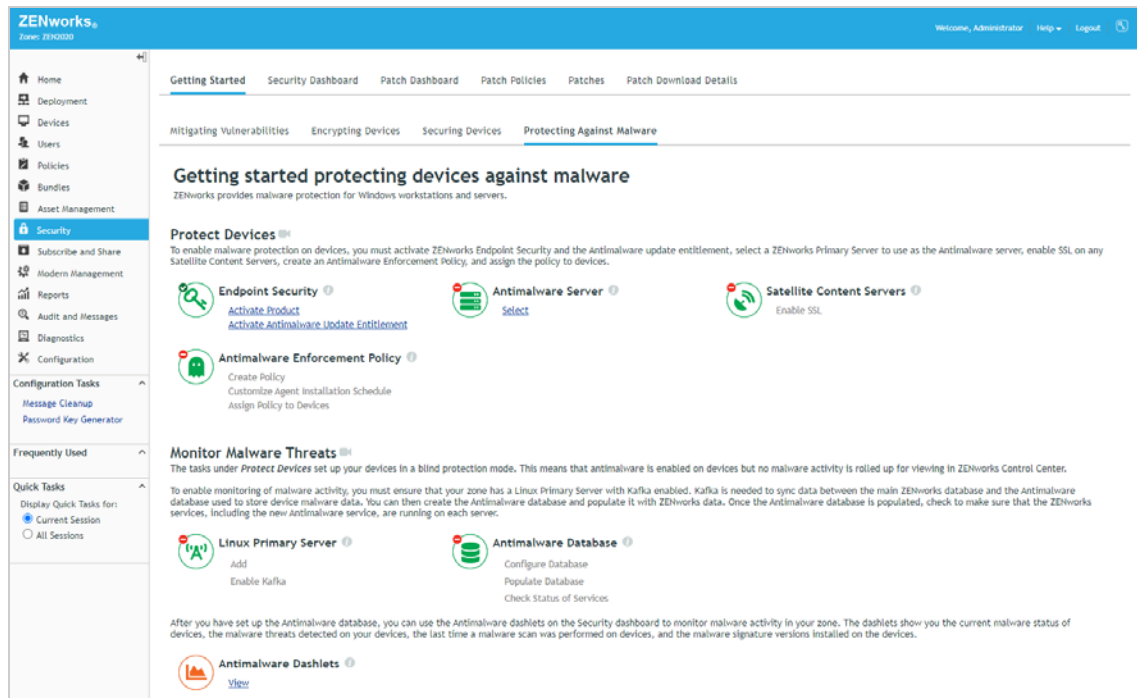 ZENworks®
Zone: ZEN2020
Welcome, Administrator Help Logout
Home
Deployment
Devices
Users
Policies
Bundles
Asset Management
Security
Subscribe and Share
Modern Management
Reports
Audit and Messages
Diagnostics
Configuration
Configuration Tasks
Message Cleanup
Password Key Generator
Frequently Used
Quick Tasks
Display Quick Tasks for:
Current Session
All Sessions
Getting Started Security Dashboard Patch Dashboard Patch Policies Patches Patch Download Details
Mitigating Vulnerabilities Encrypting Devices Securing Devices Protecting Against Malware
Getting started protecting devices against malware
ZENworks provides malware protection for Windows workstations and servers.
Protect Devices
To enable malware protection on devices, you must activate ZENworks Endpoint Security and the Antimalware update entitlement, select a ZENworks Primary Server to use as the Antimalware server, enable SSL on any
Satellite Content Servers, create an Antimalware Enforcement Policy, and assign the policy to devices.
Endpoint Security
Activate Product
Activate Antimalware Update Entitlement
Antimalware Server
Select
Satellite Content Servers
Enable SSL
Antimalware Enforcement Policy
Create Policy
Customize Agent Installation Schedule
Assign Policy to Devices
Monitor Malware Threats
The tasks under Protect Devices set up your devices in a blind protection mode. This means that antimalware is enabled on devices but no malware activity is rolled up for viewing in ZENworks Control Center.
To enable monitoring of malware activity, you must ensure that your zone has a Linux Primary Server with Kafka enabled. Kafka is needed to sync data between the main ZENworks database and the Antimalware
database used to store device malware data. You can then create the Antimalware database and populate it with ZENworks data. Once the Antimalware database is populated, check to make sure that the ZENworks
services, including the new Antimalware service, are running on each server.
Linux Primary Server
Add
Enable Kafka
Antimalware Database
Configure Database
Populate Database
Check Status of Services
After you have set up the Antimalware database, you can use the Antimalware dashlets on the Security dashboard to monitor malware activity in your zone. The dashlets show you the current malware status of
devices, the malware threats detected on your devices, the last time a malware scan was performed on devices, and the malware signature versions installed on the devices.
Antimalware Dashlets
View